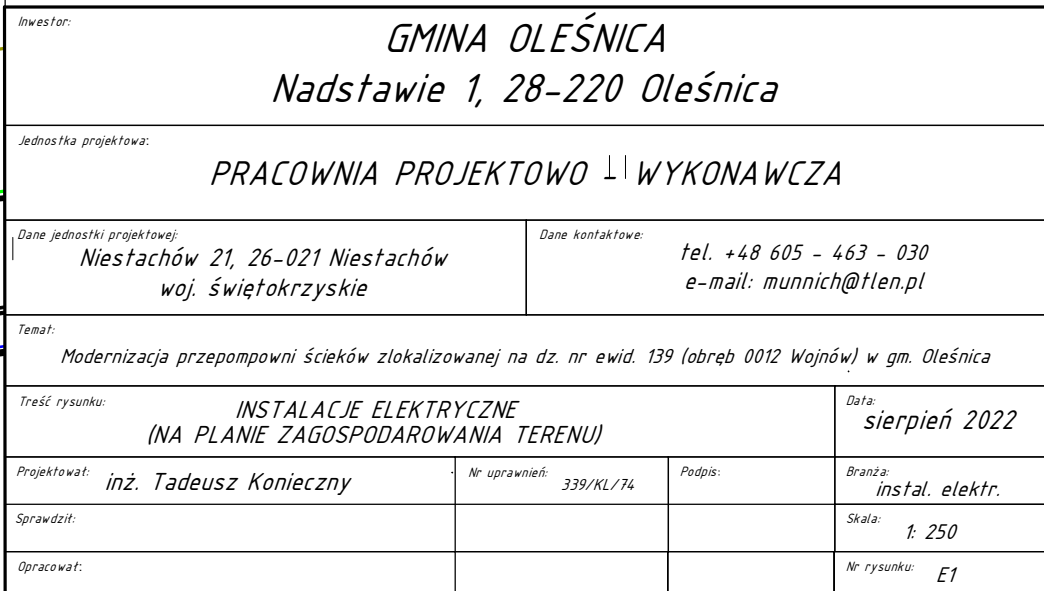 Inwestor:
GMINA OLEŚNICA
Nadstawie 1, 28-220 Oleśnica
Jednostka projektowa:
PRACOWNIA PROJEKTOWO - WYKONAWCZA
Dane jednostki projektowej:
Niestachów 21, 26-021 Niestachów
woj. świętokrzyskie
Dane kontaktowe:
tel. +48 605 - 463 - 030
e-mail: munnich@tlen.pl
Temat:
Modernizacja przepompowni ścieków zlokalizowanej na dz. nr ewid. 139 (obręb 0012 Wojnów) w gm. Oleśnica
Treść rysunku:
INSTALACJE ELEKTRYCZNE
(NA PLANIE ZAGOSPODAROWANIA TERENU)
Data:
sierpień 2022
Projektował: inż. Tadeusz Konieczny
Nr uprawnień: 339/KL/74
Podpis:
Branża:
instal. elektr.
Sprawdził:
Skala:
1: 250
Opracował:
Nr rysunku: E1